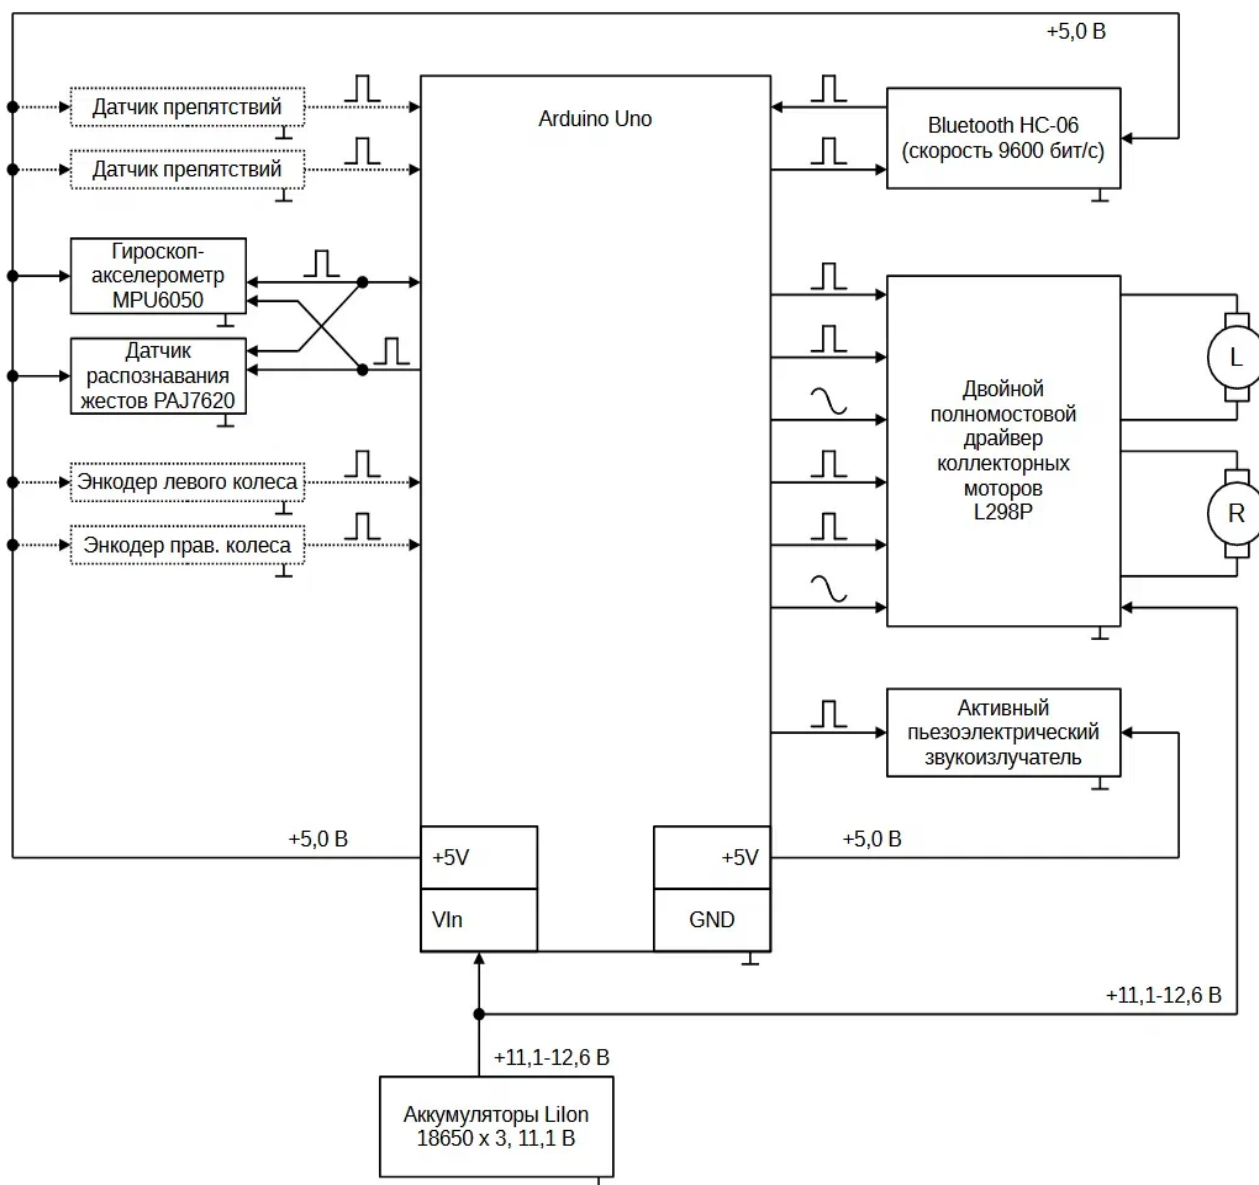 +5,0 В
Датчик препятствий
Arduino Uno
Bluetooth HC-06
(скорость 9600 бит/с)
Датчик препятствий
Гироскоп-
акселерометр
MPU6050
Датчик
распознавания
жестов PAJ7620
L
Двойной
полномостовой
драйвер
коллекторных
моторов
L298P
Энкодер левого колеса
R
Энкодер прав. колеса
Активный
пьезоэлектрический
звукоизлучатель
+5,0 В
+5V
+5V
+5,0 В
VIn
GND
+11,1-12,6 В
+11,1-12,6 В
Аккумуляторы LiIon
18650 x 3, 11,1 В